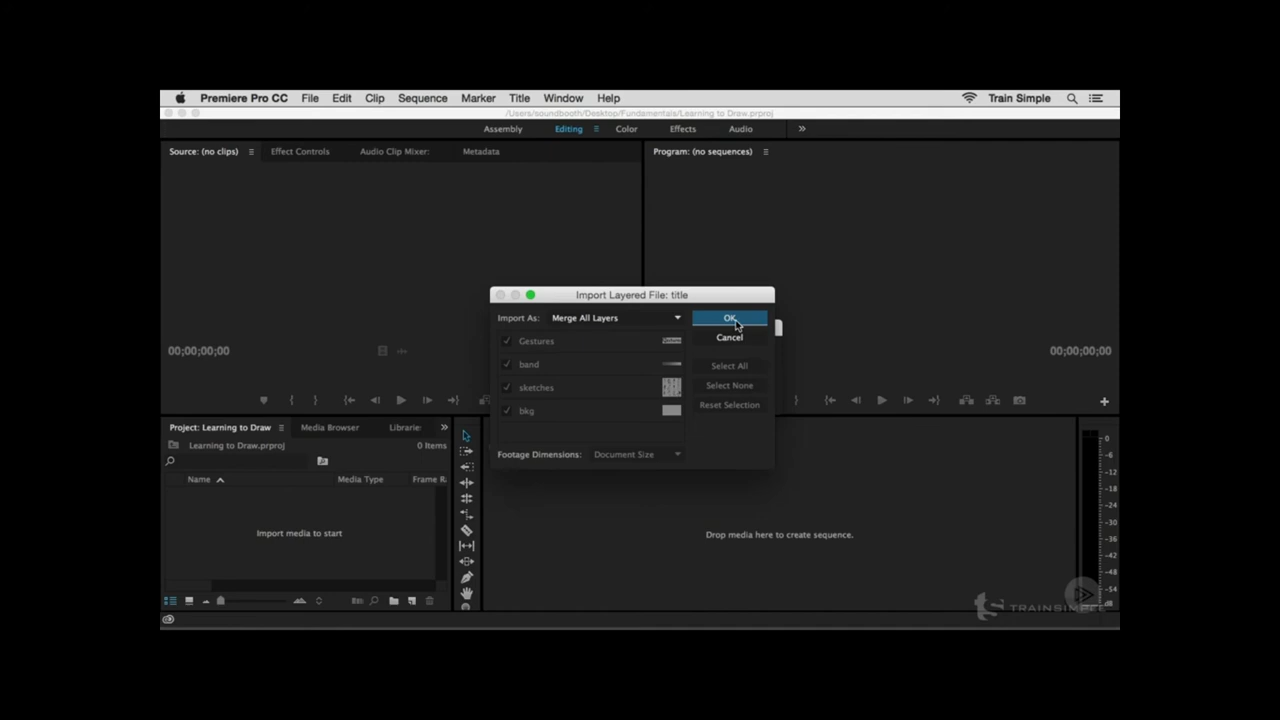 Premiere Pro CC File Edit Clip Sequence Marker Title Window Help Train Simple
/Users/soundbooth/Desktop/Fundamentals/Learning to Draw.prproj
Assembly Editing Color Effects Audio
Source: (no clips) Effect Controls Audio Clip Mixer: Metadata
Program: (no sequences)
Import Layered File: title
Import As: Merge All Layers OK
Cancel
Gestures
band
sketches
bkg
Select All
Select None
Reset Selection
Footage Dimensions: Document Size
00;00;00;00
00;00;00;00
Project: Learning to Draw Media Browser Librarie
Learning to Draw.prproj 0 Items
Name Media Type Frame R
Import media to start
Drop media here to create sequence.
0
-6
-12
-18
-24
-30
-36
-42
-48
-54
dB
ts TRAINSIMPLE